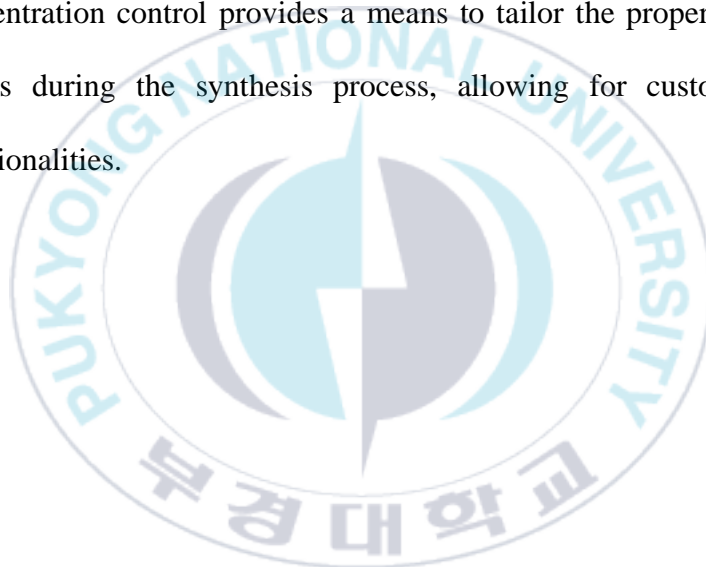 entration control provides a means to tailor the proper
s during the synthesis process, allowing for custo
ionalities.
PUKYONG NATIONAL UNIVERSITY
부경대학교